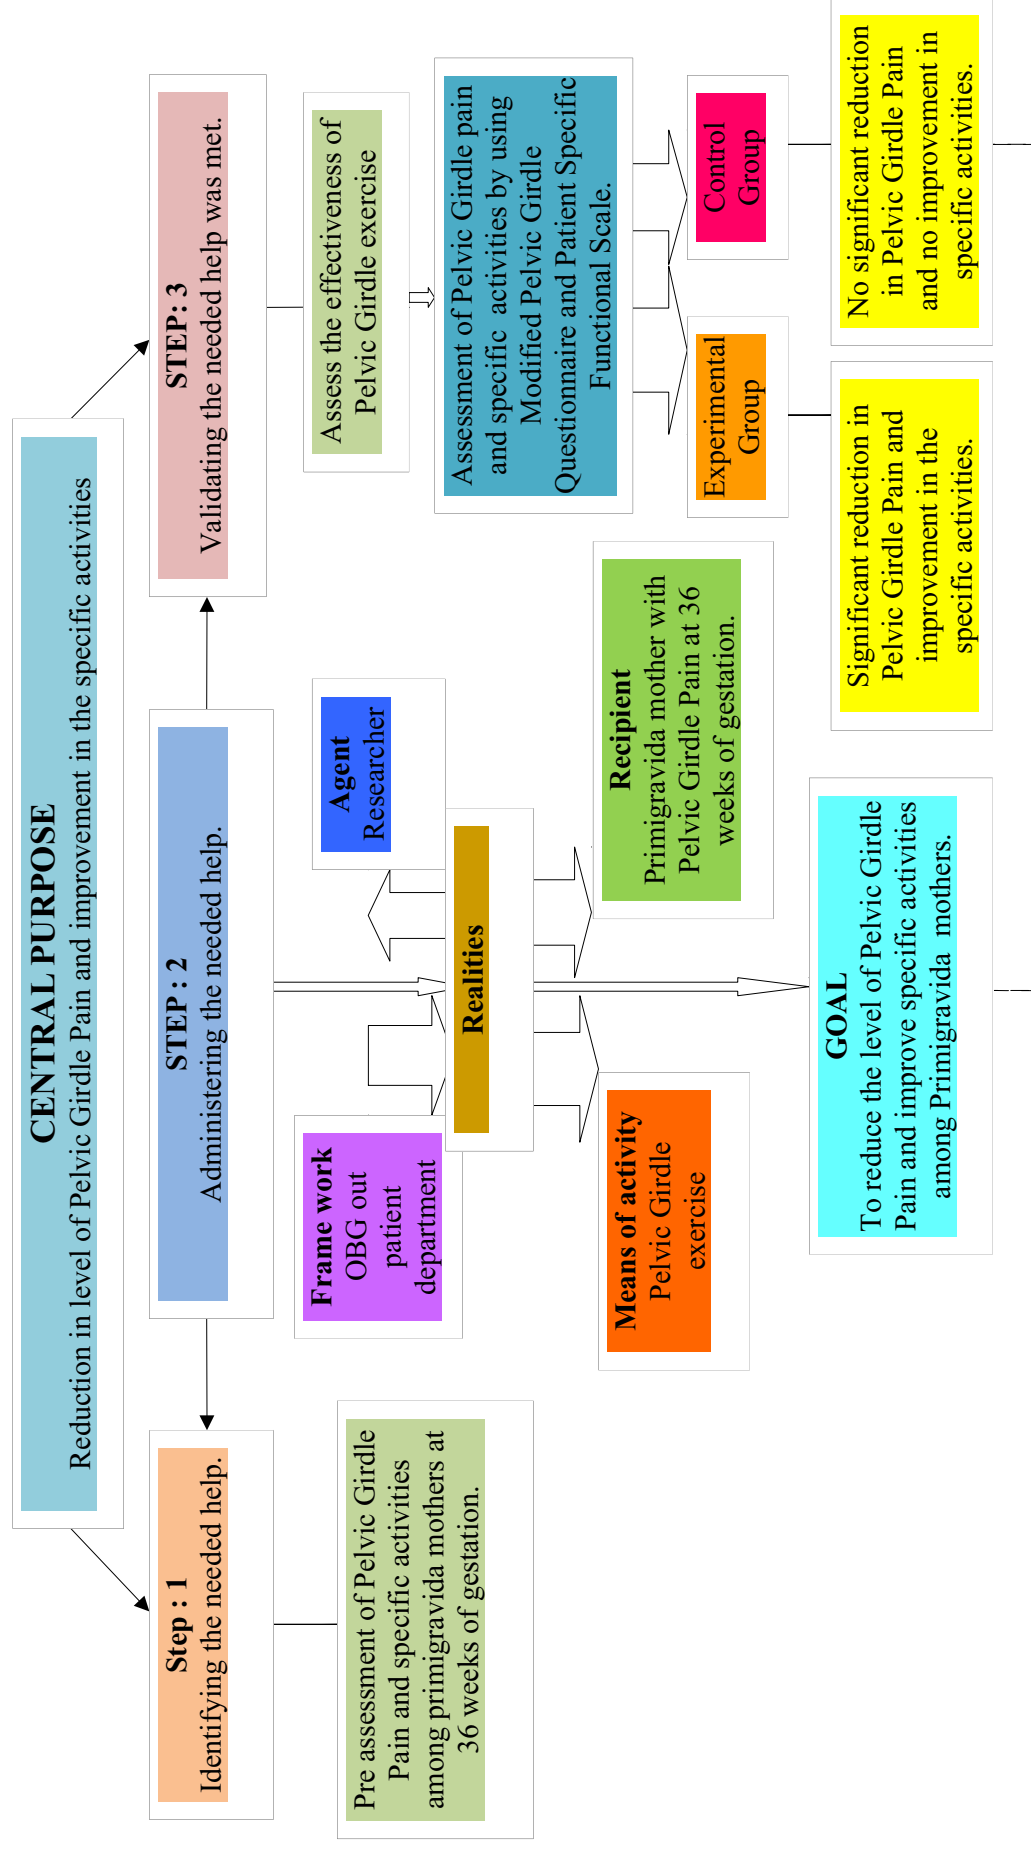 CENTRAL PURPOSE
Reduction in level of Pelvic Girdle Pain and improvement in the specific activities
Step : 1
Identifying the needed help.
STEP : 2
Administering the needed help.
STEP: 3
Validating the needed help was met.
Pre assessment of Pelvic Girdle
Pain and specific activities
among primigravida mothers at
36 weeks of gestation.
Frame work
OBG out
patient
department
Agent
Researcher
Realities
Means of activity
Pelvic Girdle
exercise
Recipient
Primigravida mother with
Pelvic Girdle Pain at 36
weeks of gestation.
GOAL
To reduce the level of Pelvic Girdle
Pain and improve specific activities
among Primigravida mothers.
Assess the effectiveness of
Pelvic Girdle exercise
Assessment of Pelvic Girdle pain
and specific activities by using
Modified Pelvic Girdle
Questionnaire and Patient Specific
Functional Scale.
Experimental
Group
Control
Group
Significant reduction in
Pelvic Girdle Pain and
improvement in the
specific activities.
No significant reduction
in Pelvic Girdle Pain
and no improvement in
specific activities.